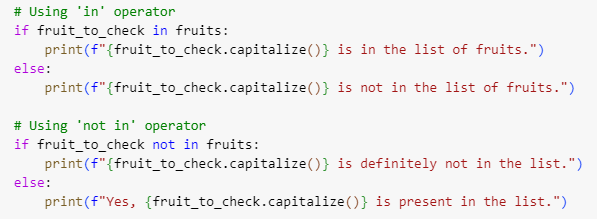 # Using 'in' operator
if fruit_to_check in fruits:
    print(f"{fruit_to_check.capitalize()} is in the list of fruits.")
else:
    print(f"{fruit_to_check.capitalize()} is not in the list of fruits.")

# Using 'not in' operator
if fruit_to_check not in fruits:
    print(f"{fruit_to_check.capitalize()} is definitely not in the list.")
else:
    print(f"Yes, {fruit_to_check.capitalize()} is present in the list.")